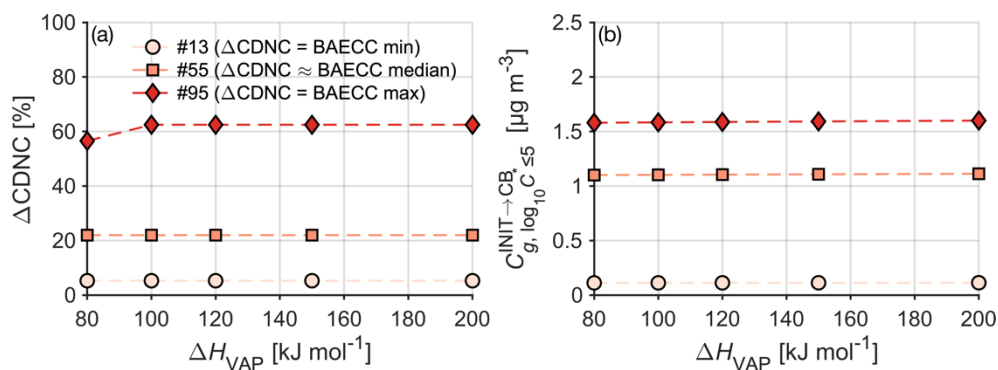 (a)
100
80
60
40
20
0
ΔCDNC [%]
#13 (ΔCDNC = BAECC min)
#55 (ΔCDNC ≈ BAECC median)
#95 (ΔCDNC = BAECC max)
80 100 120 140 160 180 200
ΔH_VAP [kJ mol⁻¹]
(b)
2.5
2
1.5
1
0.5
0
C_{g, log₁₀ C* ≤5}^{INIT→CB} [µg m⁻³]
80 100 120 140 160 180 200
ΔH_VAP [kJ mol⁻¹]